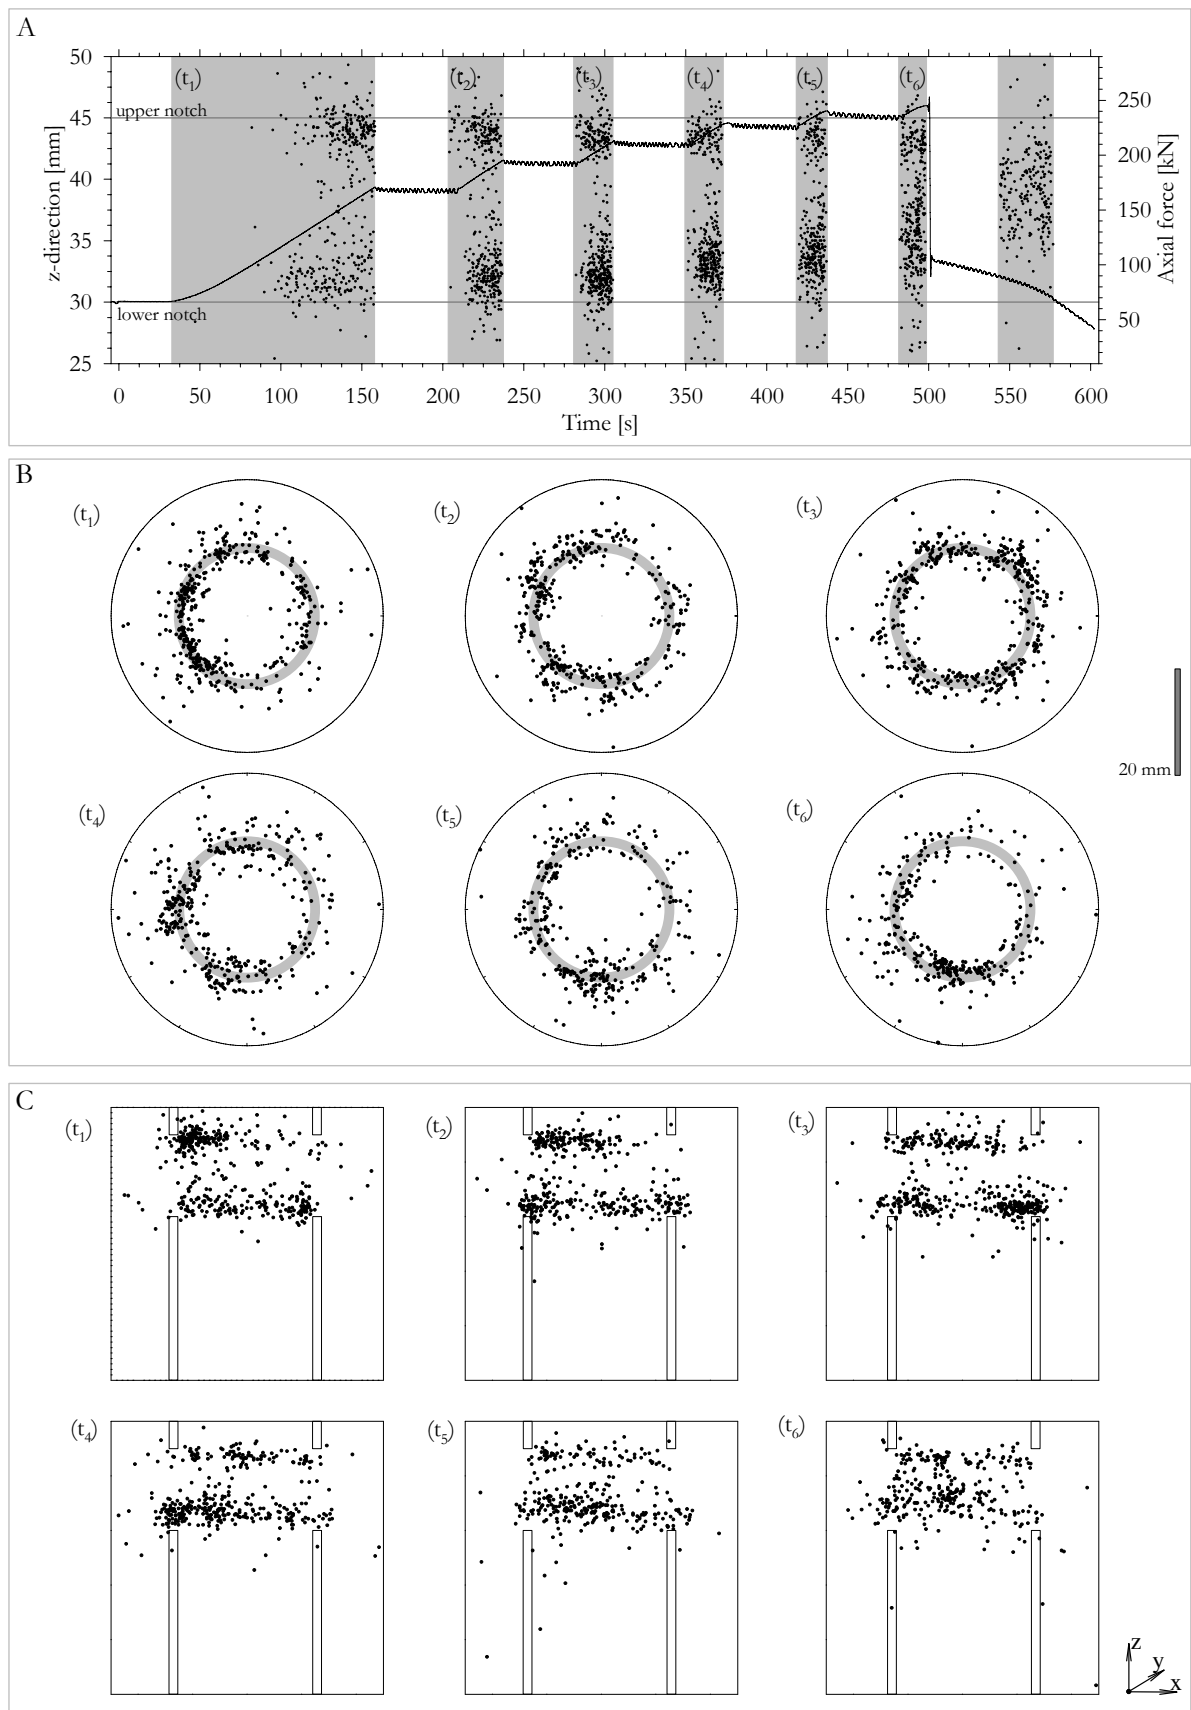 A
50
45
40
35
30
25
z-direction [mm]
upper notch
lower notch
(t1)
(t2)
(t3)
(t4)
(t5)
(t6)
250
200
150
100
50
Axial force [kN]
0 50 100 150 200 250 300 350 400 450 500 550 600
Time [s]
B
(t1)
(t2)
(t3)
20 mm
(t4)
(t5)
(t6)
C
(t1)
(t2)
(t3)
(t4)
(t5)
(t6)
z
y
x